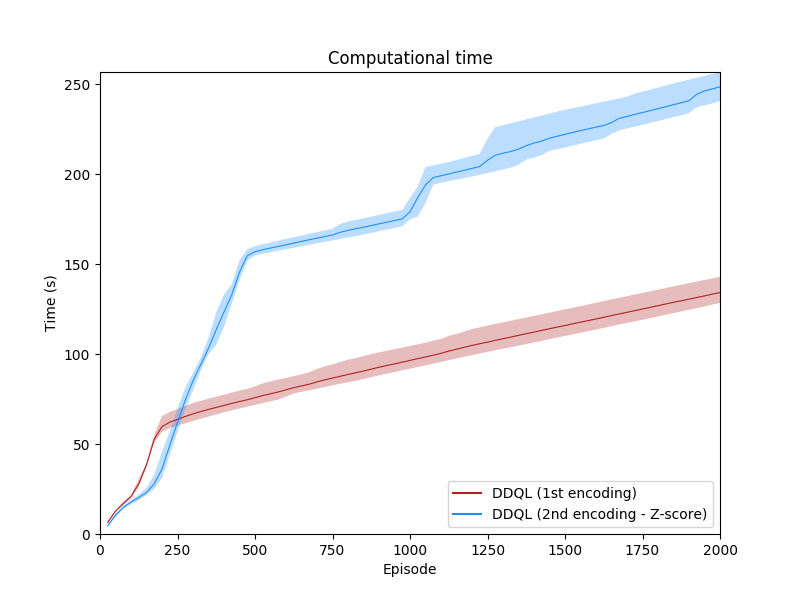 Computational time
250
200
150
100
50
0
Time (s)
0 250 500 750 1000 1250 1500 1750 2000
Episode
DDQL (1st encoding)
DDQL (2nd encoding - Z-score)